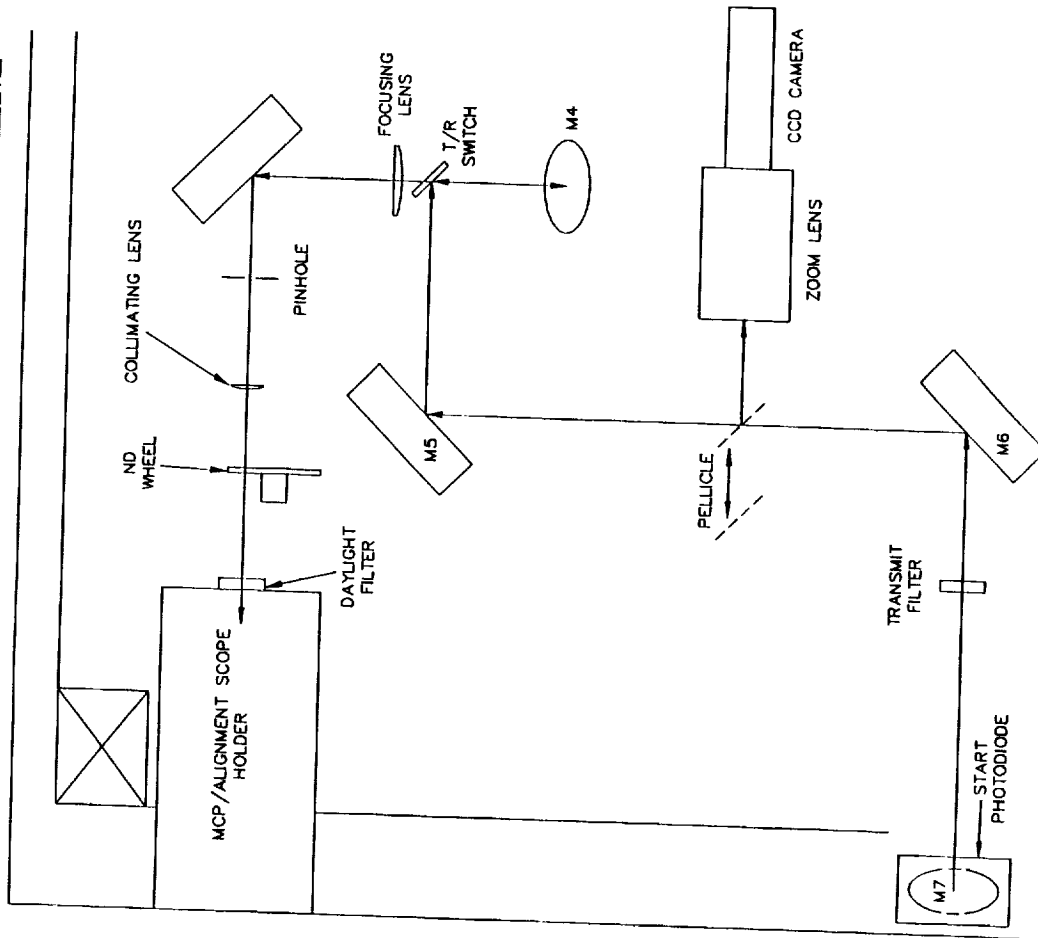 COLLIMATING LENS
PINHOLE
ND
WHEEL
DAYLIGHT
FILTER
MCP/ALIGNMENT SCOPE
HOLDER
FOCUSING
LENS
T/R
SWITCH
M4
M5
PELLICLE
ZOOM LENS
CCD CAMERA
M6
TRANSMIT
FILTER
START
PHOTODIODE
M7